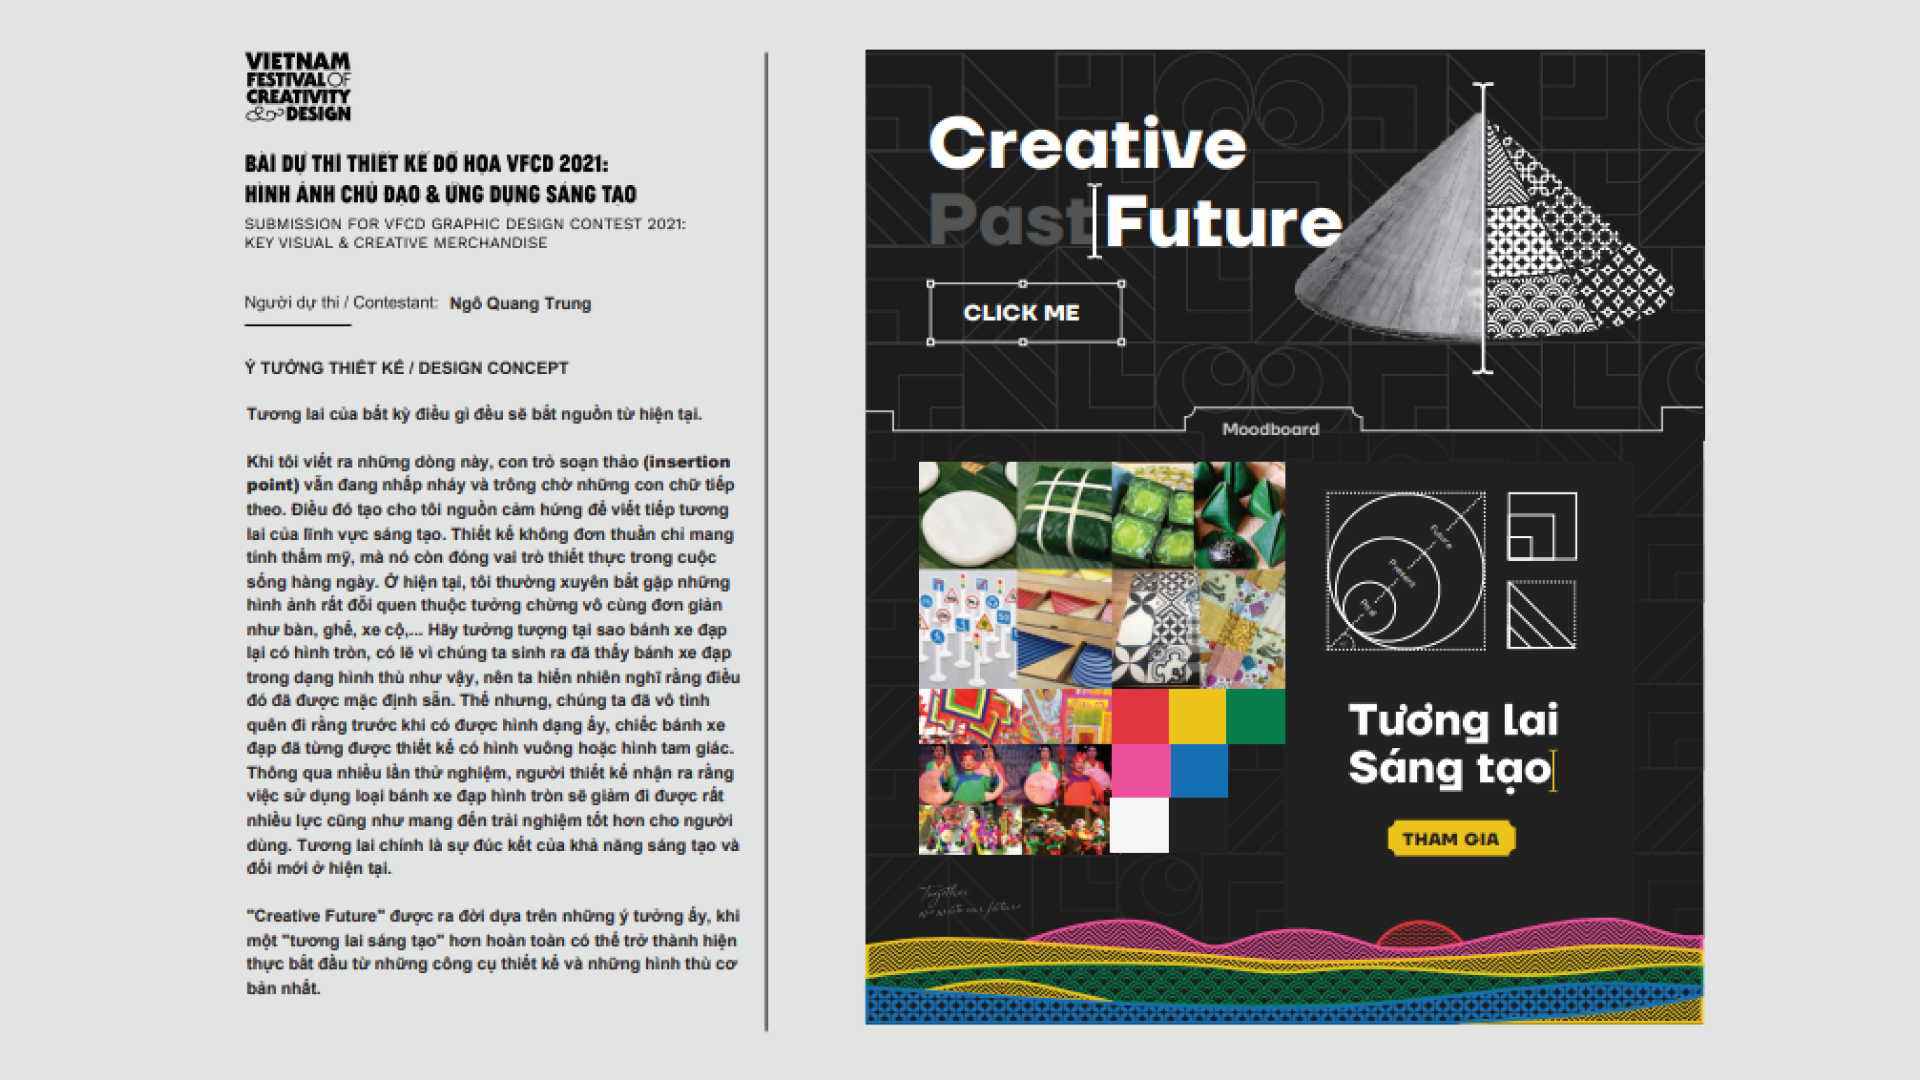 VIETNAM
FESTIVAL OF
CREATIVITY
& DESIGN
BÀI DỰ THI THIẾT KẾ ĐỒ HỌA VFCD 2021:
HÌNH ẢNH CHỦ ĐẠO & ỨNG DỤNG SÁNG TẠO
SUBMISSION FOR VFCD GRAPHIC DESIGN CONTEST 2021:
KEY VISUAL & CREATIVE MERCHANDISE
Người dự thi / Contestant: Ngô Quang Trung
Ý TƯỞNG THIẾT KẾ / DESIGN CONCEPT
Tương lai của bất kỳ điều gì đều sẽ bắt nguồn từ hiện tại.
Khi tôi viết ra những dòng này, con trỏ soạn thảo (insertion
point) vẫn đang nhấp nháy và trông chờ những con chữ tiếp
theo. Điều đó tạo cho tôi nguồn cảm hứng để viết tiếp tương
lai của lĩnh vực sáng tạo. Thiết kế không đơn thuần chỉ mang
tính thẩm mỹ, mà nó còn đóng vai trò thiết thực trong cuộc
sống hàng ngày. Ở hiện tại, tôi thường xuyên bắt gặp những
hình ảnh rất đỗi quen thuộc tưởng chừng vô cùng đơn giản
như bàn, ghế, xe cộ,... Hãy tưởng tượng tại sao bánh xe đạp
lại có hình tròn, có lẽ vì chúng ta sinh ra đã thấy bánh xe đạp
trong dạng hình thù như vậy, nên ta hiển nhiên nghĩ rằng điều
đó đã được mặc định sẵn. Thế nhưng, chúng ta đã vô tình
quên đi rằng trước khi có được hình dạng ấy, chiếc bánh xe
đạp đã từng được thiết kế có hình vuông hoặc hình tam giác.
Thông qua nhiều lần thử nghiệm, người thiết kế nhận ra rằng
việc sử dụng loại bánh xe đạp hình tròn sẽ giảm đi được rất
nhiều lực cũng như mang đến trải nghiệm tốt hơn cho người
dùng. Tương lai chính là sự đúc kết của khả năng sáng tạo và
đổi mới ở hiện tại.
"Creative Future" được ra đời dựa trên những ý tưởng ấy, khi
một "tương lai sáng tạo" hơn hoàn toàn có thể trở thành hiện
thực bắt đầu từ những công cụ thiết kế và những hình thù cơ
bản nhất.
Creative
Past Future
CLICK ME
Moodboard
Future
Present
Past
Tương lai
Sáng tạo
THAM GIA
Together
we create our future